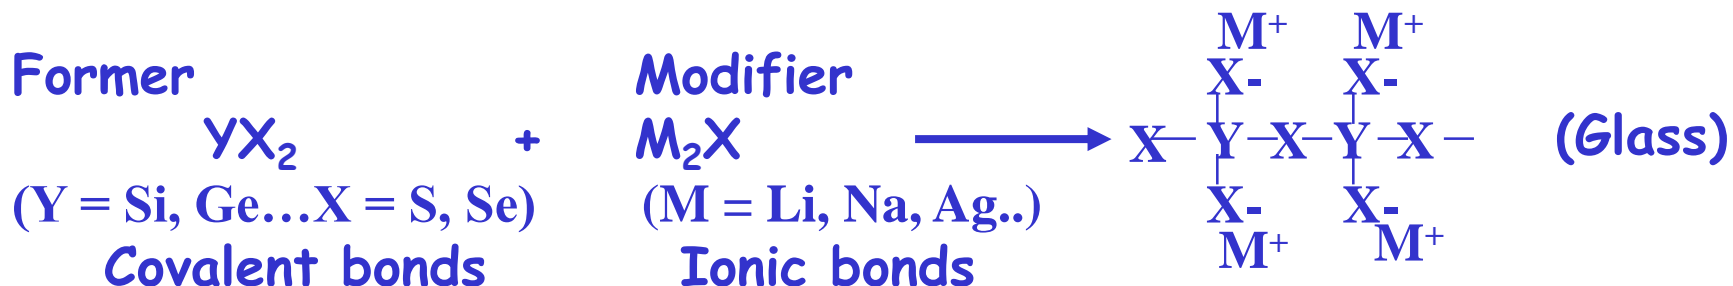 M⁺ M⁺
Former Modifier X- X-
YX₂ + M₂X X — Y — X — Y — X — (Glass)
(Y = Si, Ge…X = S, Se) (M = Li, Na, Ag..) X- X-
Covalent bonds Ionic bonds M⁺ M⁺